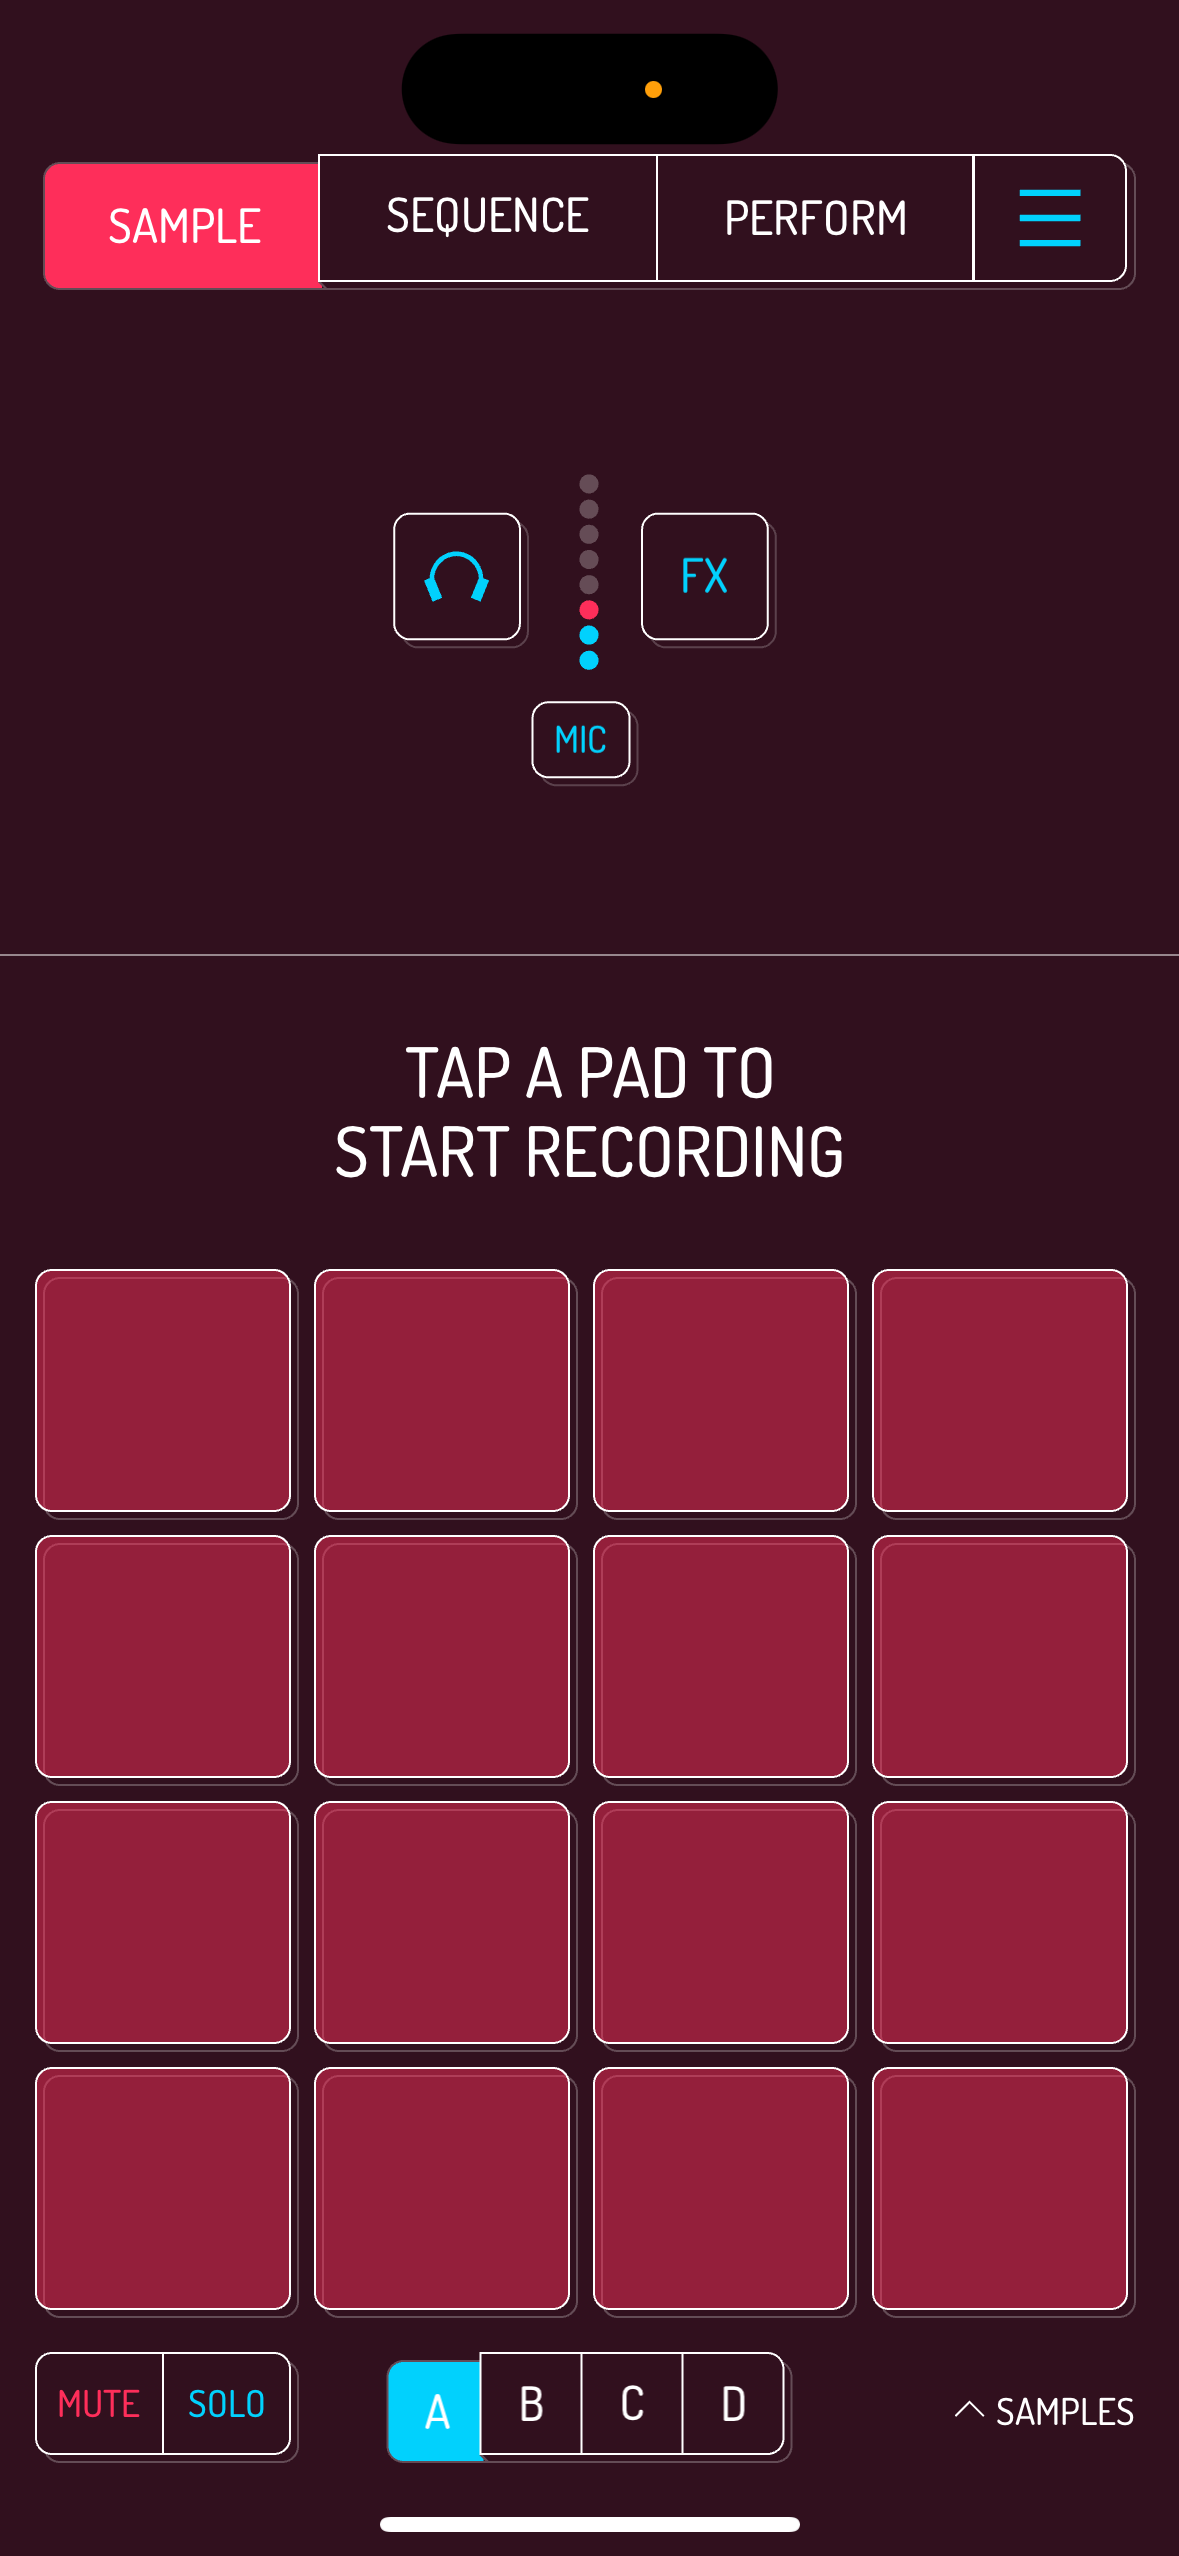 SAMPLE
SEQUENCE
PERFORM
FX
MIC
TAP A PAD TO
START RECORDING
MUTE
SOLO
A
B
C
D
SAMPLES